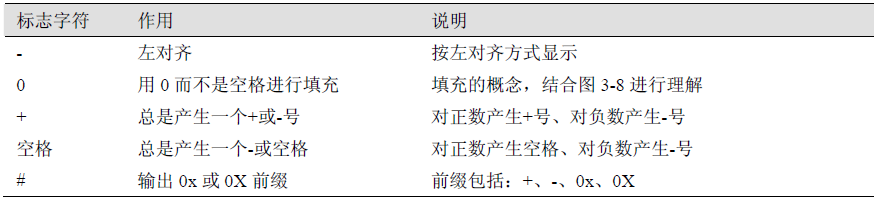 标志字符 作用 说明
- 左对齐 按左对齐方式显示
0 用 0 而不是空格进行填充 填充的概念，结合图 3-8 进行理解
+ 总是产生一个+或-号 对正数产生+号、对负数产生-号
空格 总是产生一个-或空格 对正数产生空格、对负数产生-号
# 输出 0x 或 0X 前缀 前缀包括：+、-、0x、0X